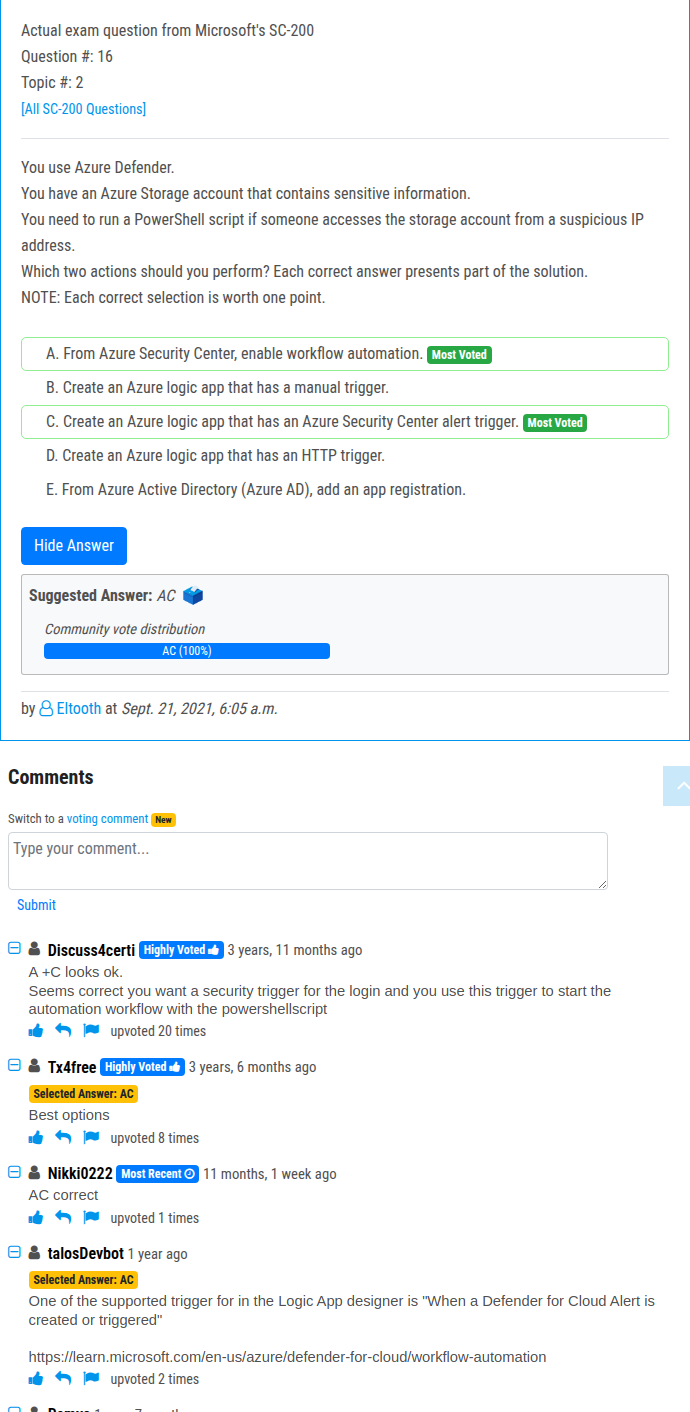 Actual exam question from Microsoft's SC-200
Question #: 16
Topic #: 2
[All SC-200 Questions]
You use Azure Defender.
You have an Azure Storage account that contains sensitive information.
You need to run a PowerShell script if someone accesses the storage account from a suspicious IP
address.
Which two actions should you perform? Each correct answer presents part of the solution.
NOTE: Each correct selection is worth one point.
A. From Azure Security Center, enable workflow automation. Most Voted
B. Create an Azure logic app that has a manual trigger.
C. Create an Azure logic app that has an Azure Security Center alert trigger. Most Voted
D. Create an Azure logic app that has an HTTP trigger.
E. From Azure Active Directory (Azure AD), add an app registration.
Hide Answer
Suggested Answer: AC
Community vote distribution
AC (100%)
by Eltooth at Sept. 21, 2021, 6:05 a.m.
Comments
Switch to a voting comment New
Type your comment...
Submit
Discuss4certi Highly Voted 3 years, 11 months ago
A +C looks ok.
Seems correct you want a security trigger for the login and you use this trigger to start the
automation workflow with the powershellscript
upvoted 20 times
Tx4free Highly Voted 3 years, 6 months ago
Selected Answer: AC
Best options
upvoted 8 times
Nikki0222 Most Recent 11 months, 1 week ago
AC correct
upvoted 1 times
talosDevbot 1 year ago
Selected Answer: AC
One of the supported trigger for in the Logic App designer is "When a Defender for Cloud Alert is
created or triggered"
https://learn.microsoft.com/en-us/azure/defender-for-cloud/workflow-automation
upvoted 2 times